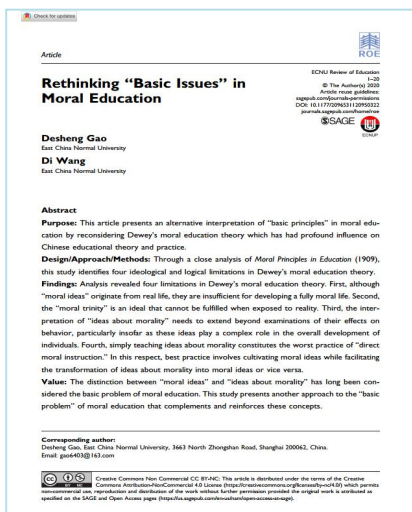 Check for updates
Article
ROE
Rethinking “Basic Issues” in
Moral Education
ECNU Review of Education
1–20
© The Author(s) 2020
Article reuse guidelines:
sagepub.com/journals-permissions
DOI: 10.1177/2096531120950322
journals.sagepub.com/home/roe
SAGE
ECNUP
Desheng Gao
East China Normal University
Di Wang
East China Normal University
Abstract
Purpose: This article presents an alternative interpretation of “basic principles” in moral edu-
cation by reconsidering Dewey’s moral education theory which has had profound influence on
Chinese educational theory and practice.
Design/Approach/Methods: Through a close analysis of Moral Principles in Education (1909),
this study identifies four ideological and logical limitations in Dewey’s moral education theory.
Findings: Analysis revealed four limitations in Dewey’s moral education theory. First, although
“moral ideas” originate from real life, they are insufficient for developing a fully moral life. Second,
the “moral trinity” is an ideal that cannot be fulfilled when exposed to reality. Third, the inter-
pretation of “ideas about morality” needs to extend beyond examinations of their effects on
behavior, particularly insofar as these ideas play a complex role in the overall development of
individuals. Fourth, simply teaching ideas about morality constitutes the worst practice of “direct
moral instruction.” In this respect, best practice involves cultivating moral ideas while facilitating
the transformation of ideas about morality into moral ideas or vice versa.
Value: The distinction between “moral ideas” and “ideas about morality” has long been con-
sidered the basic problem of moral education. This study presents another approach to the “basic
problem” of moral education that complements and reinforces these concepts.
Corresponding author:
Desheng Gao, East China Normal University, 3663 North Zhongshan Road, Shanghai 200062, China.
Email: gao6403@163.com
CC BY NC
Creative Commons Non Commercial CC BY-NC: This article is distributed under the terms of the Creative
Commons Attribution-NonCommercial 4.0 License (https://creativecommons.org/licenses/by-nc/4.0/) which permits
non-commercial use, reproduction and distribution of the work without further permission provided the original work is attributed as
specified on the SAGE and Open Access pages (https://us.sagepub.com/en-us/nam/open-access-at-sage).